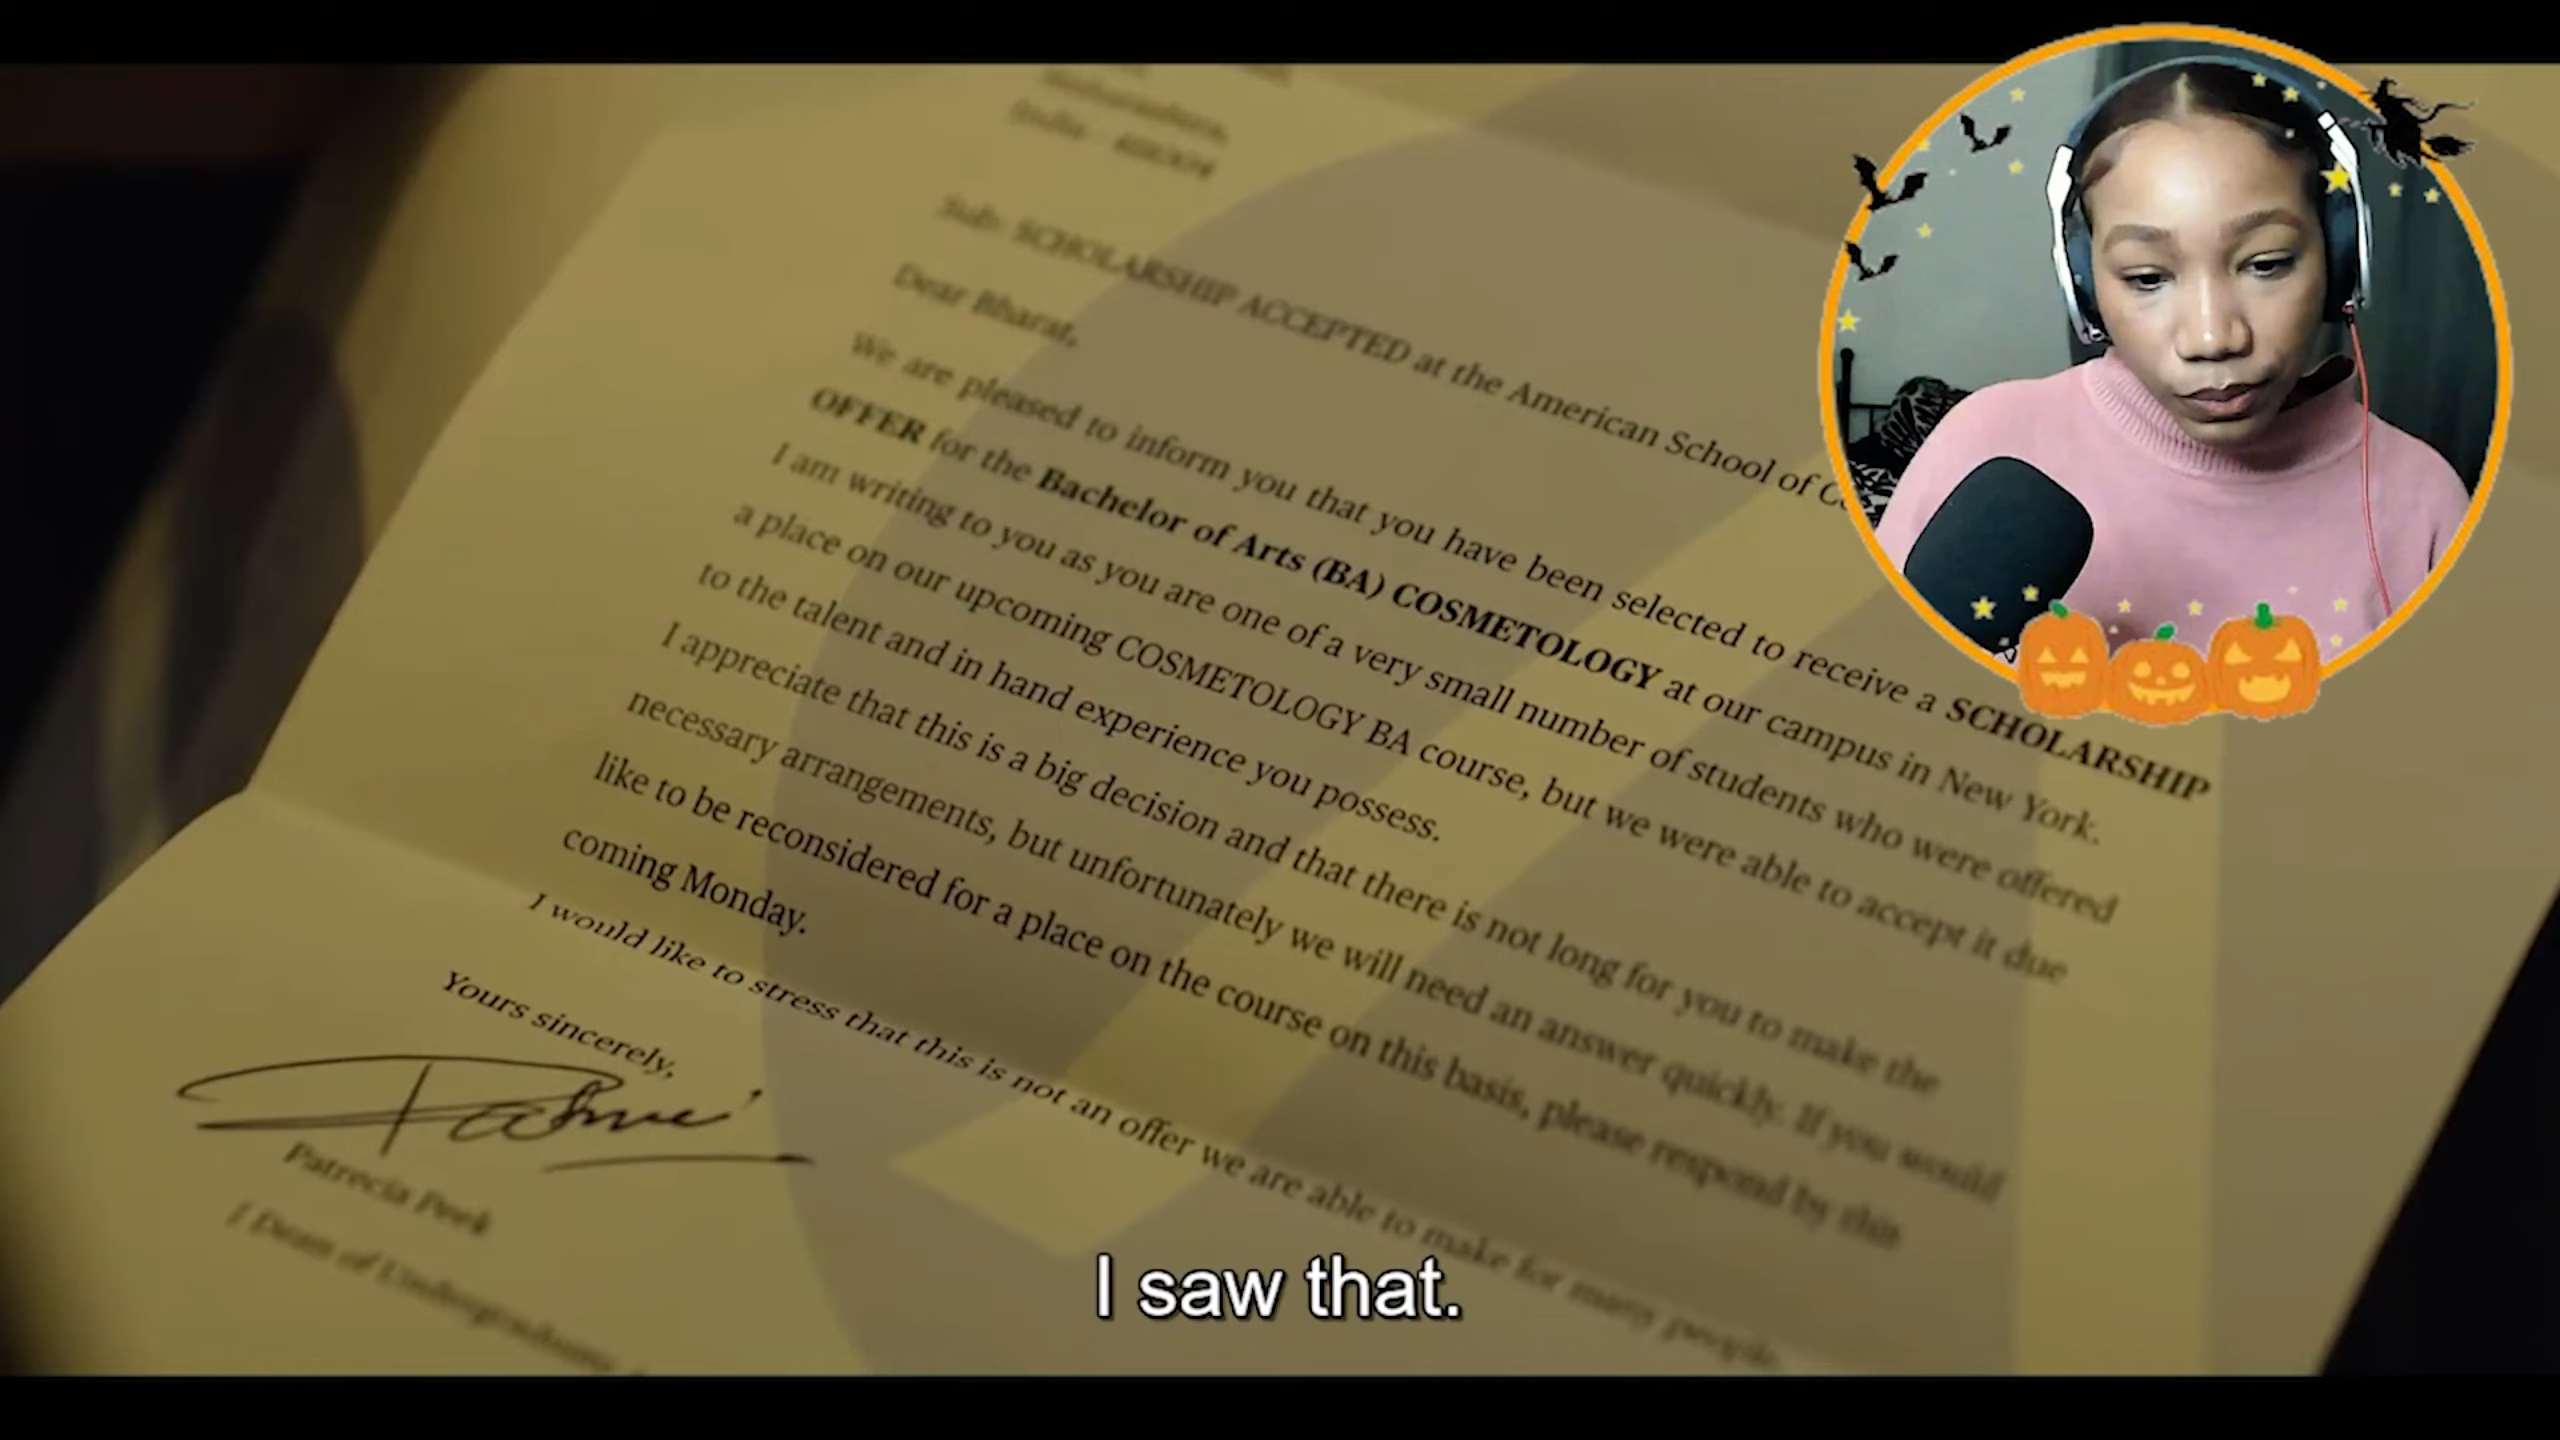 India - 411004
Sub: SCHOLARSHIP ACCEPTED at the American School of
Dear Bharat,
We are pleased to inform you that you have been selected to receive a SCHOLARSHIP
OFFER for the Bachelor of Arts (BA) COSMETOLOGY at our campus in New York.
I am writing to you as you are one of a very small number of students who were offered
a place on our upcoming COSMETOLOGY BA course, but we were able to accept it due
to the talent and in hand experience you possess.
I appreciate that this is a big decision and that there is not long for you to make the
necessary arrangements, but unfortunately we will need an answer quickly. If you would
like to be reconsidered for a place on the course on this basis, please respond by this
coming Monday.
I would like to stress that this is not an offer we are able to make for many people.
Yours sincerely,
Patrecia Peek
[ Dean of Undergraduate
I saw that.